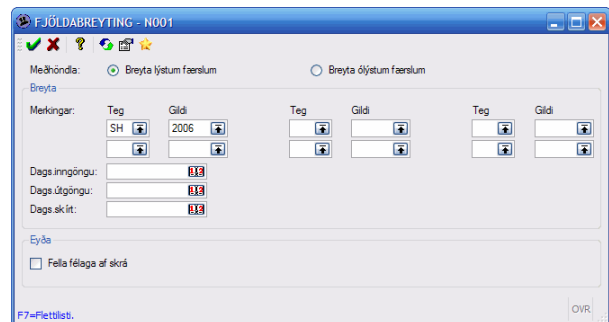 FJÖLDABREYTING - N001
Meðhöndla: Breyta lýstum færslum Breyta ólýstum færslum
Breyta
Merkingar: Teg Gildi Teg Gildi Teg Gildi
SH 2006
Dags.inngöngu:
Dags.útgöngu:
Dags.skírt:
Eyða
Fella félaga af skrá
F7=Flettilisti. OVR